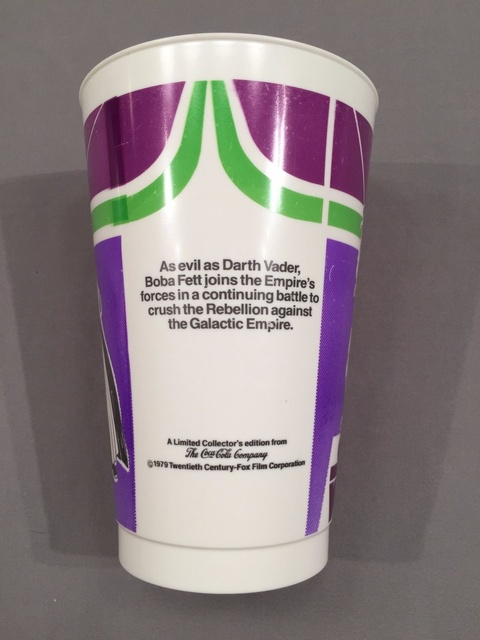 As evil as Darth Vader,
Boba Fett joins the Empire's
forces in a continuing battle to
crush the Rebellion against
the Galactic Empire.
A Limited Collector's edition from
The Coca-Cola Company
©1979 Twentieth Century-Fox Film Corporation